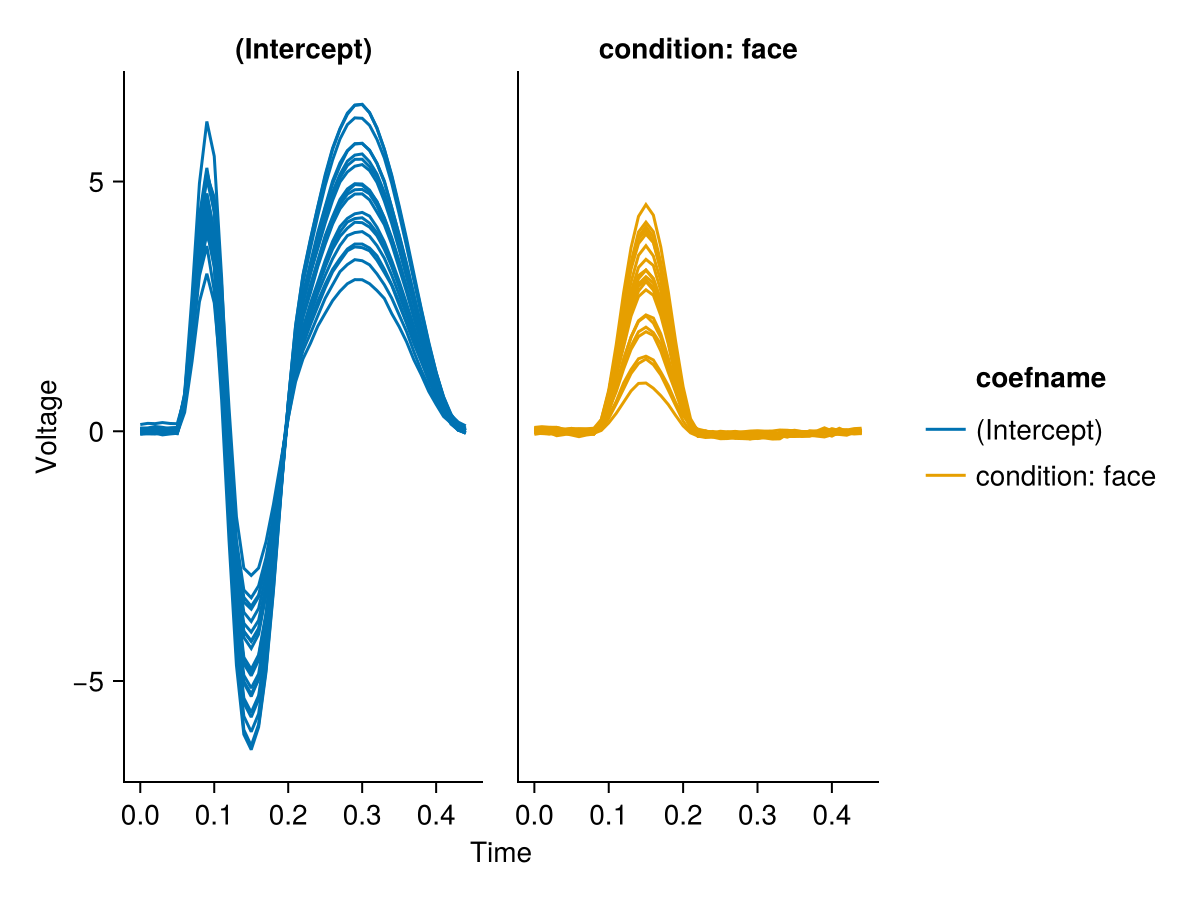 (Intercept)
condition: face
5
0
−5
Voltage
0.0 0.1 0.2 0.3 0.4
0.0 0.1 0.2 0.3 0.4
Time
coefname
(Intercept)
condition: face